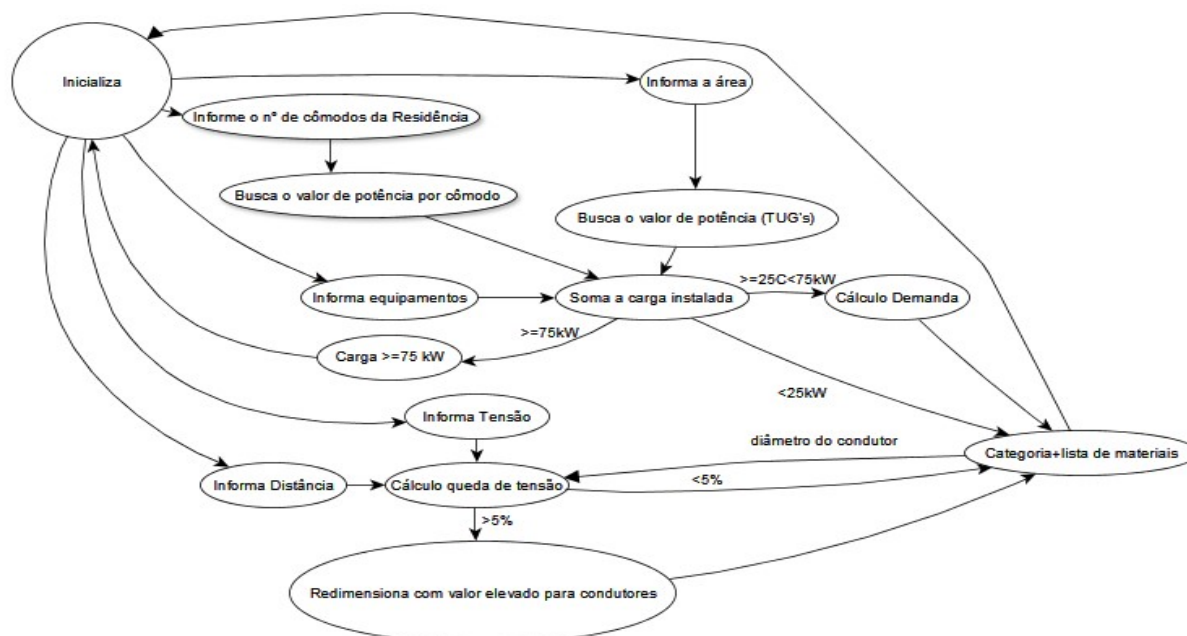 Inicializa
Informa a área
Informe o nº de cômodos da Residência
Busca o valor de potência por cômodo
Busca o valor de potência (TUG's)
>=25C<75kW
Informa equipamentos
Soma a carga instalada
Cálculo Demanda
>=75kW
Carga >=75 kW
<25kW
Informa Tensão
diâmetro do condutor
Categoria+lista de materiais
Informa Distância
Cálculo queda de tensão
<5%
>5%
Redimensiona com valor elevado para condutores